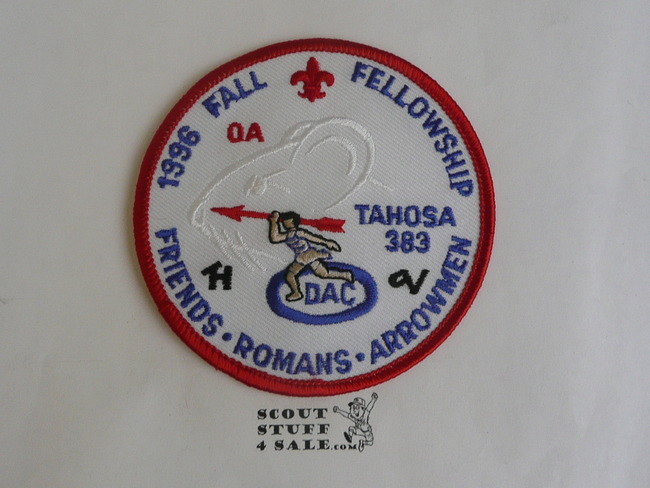 1996 FALL FELLOWSHIP
OA
TAHOSA
383
DAC
FRIENDS · ROMANS · ARROWMEN
SCOUT
STUFF
4 SALE.COM